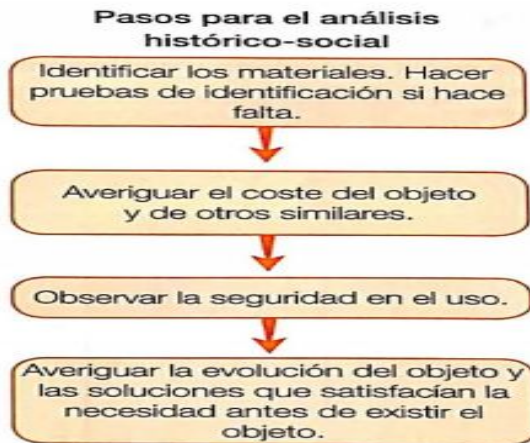 Pasos para el análisis
histórico-social
Identificar los materiales. Hacer
pruebas de identificación si hace
falta.
Averiguar el coste del objeto
y de otros similares.
Observar la seguridad en el uso.
Averiguar la evolución del objeto y
las soluciones que satisfacían la
necesidad antes de existir el
objeto.